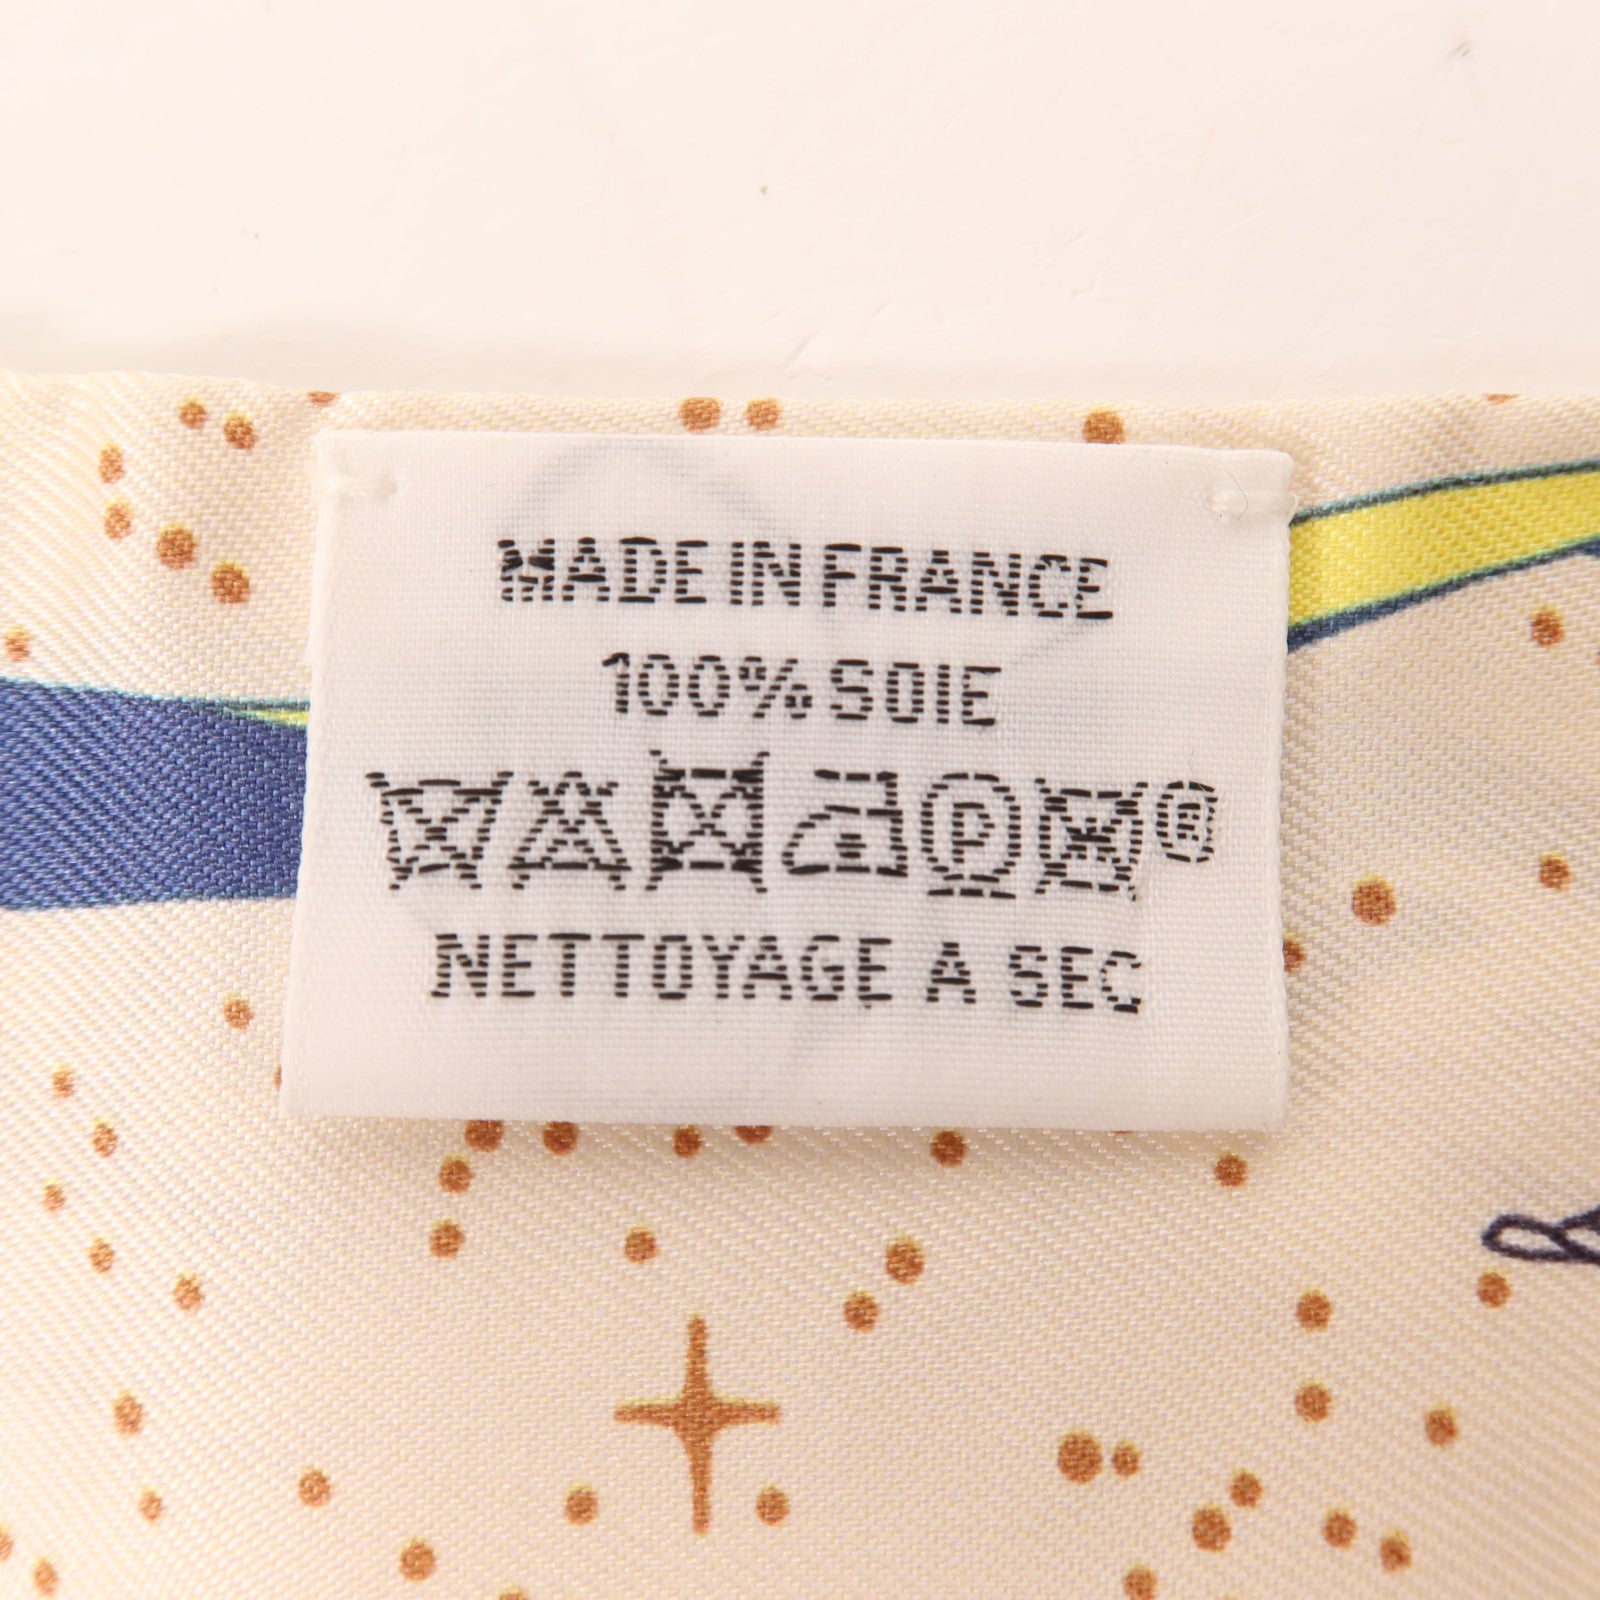 MADE IN FRANCE
100% SOIE
P ®
NETTOYAGE A SEC